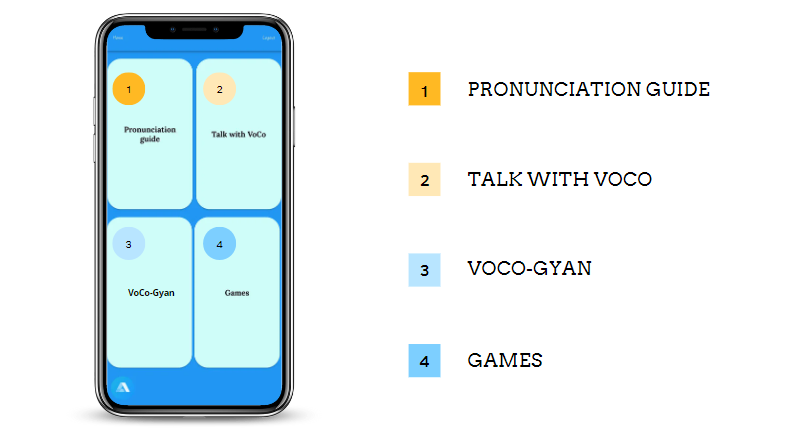 Home
Logout
1
2
Pronunciation
guide
Talk with VoCo
3
4
VoCo-Gyan
Games
1 PRONUNCIATION GUIDE
2 TALK WITH VOCO
3 VOCO-GYAN
4 GAMES